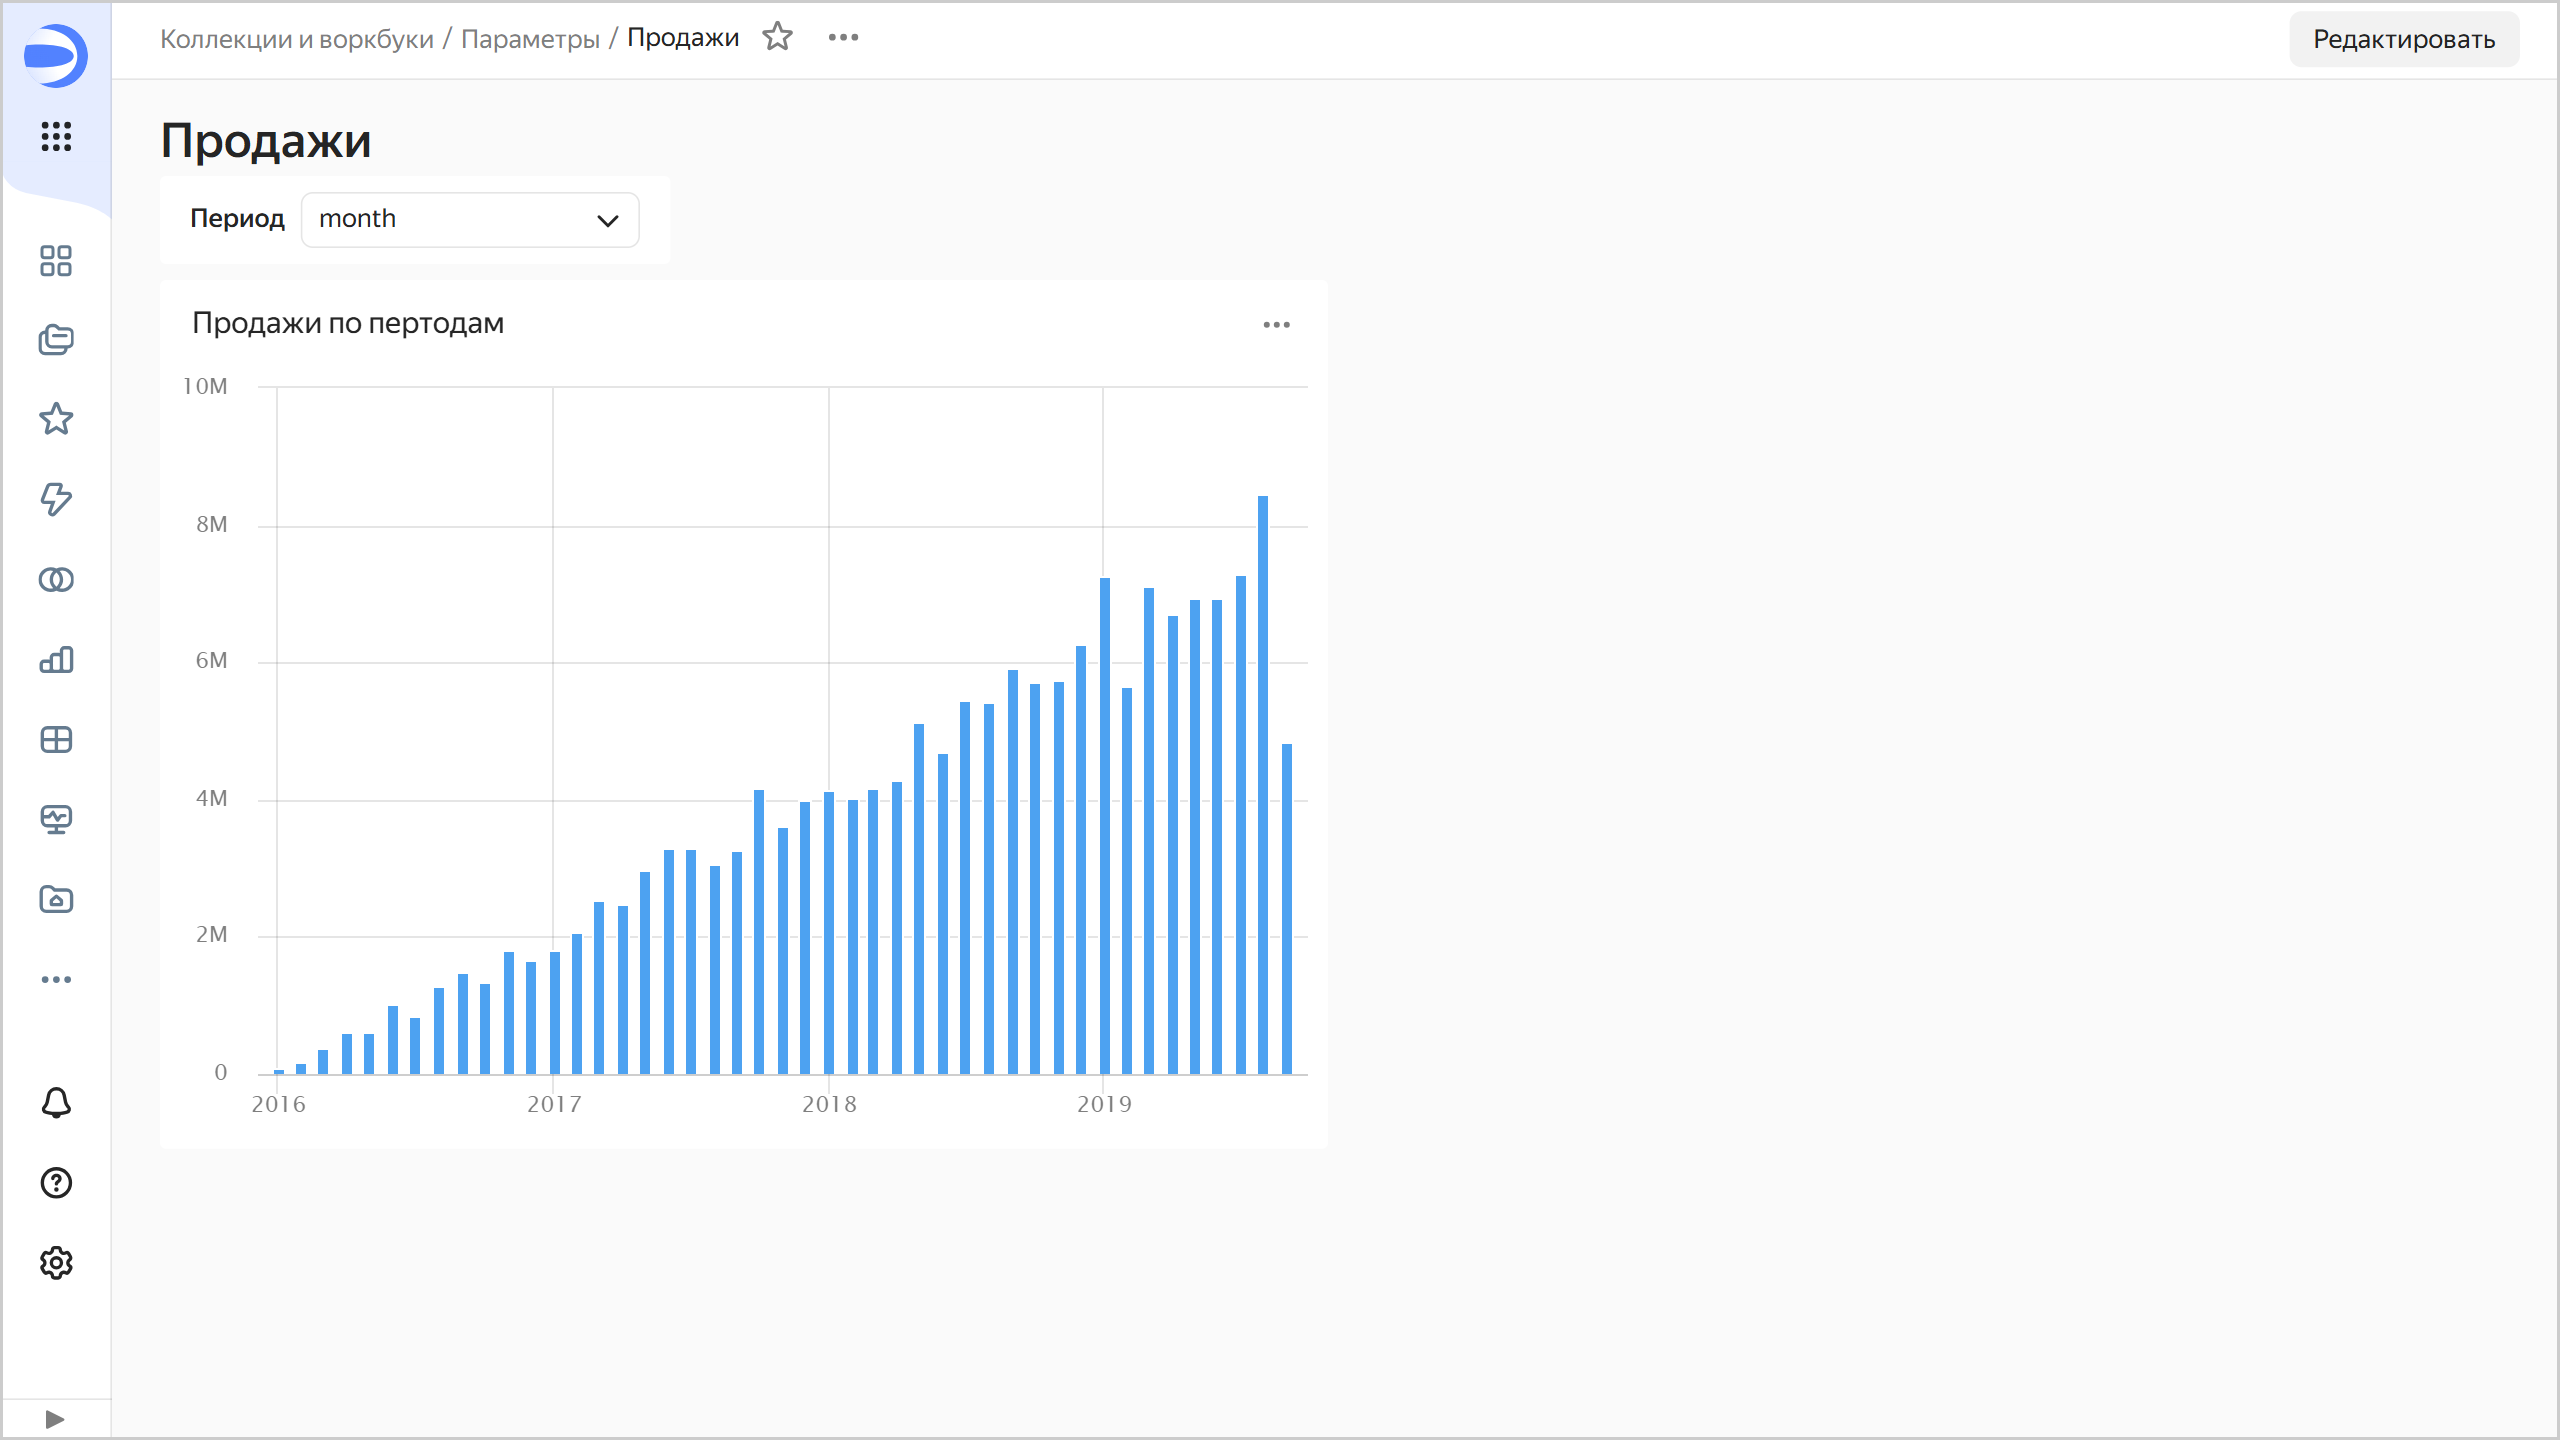 Коллекции и воркбуки / Параметры / Продажи
Редактировать
Продажи
Период month
Продажи по пертодам
10M
8M
6M
4M
2M
0
2016 2017 2018 2019